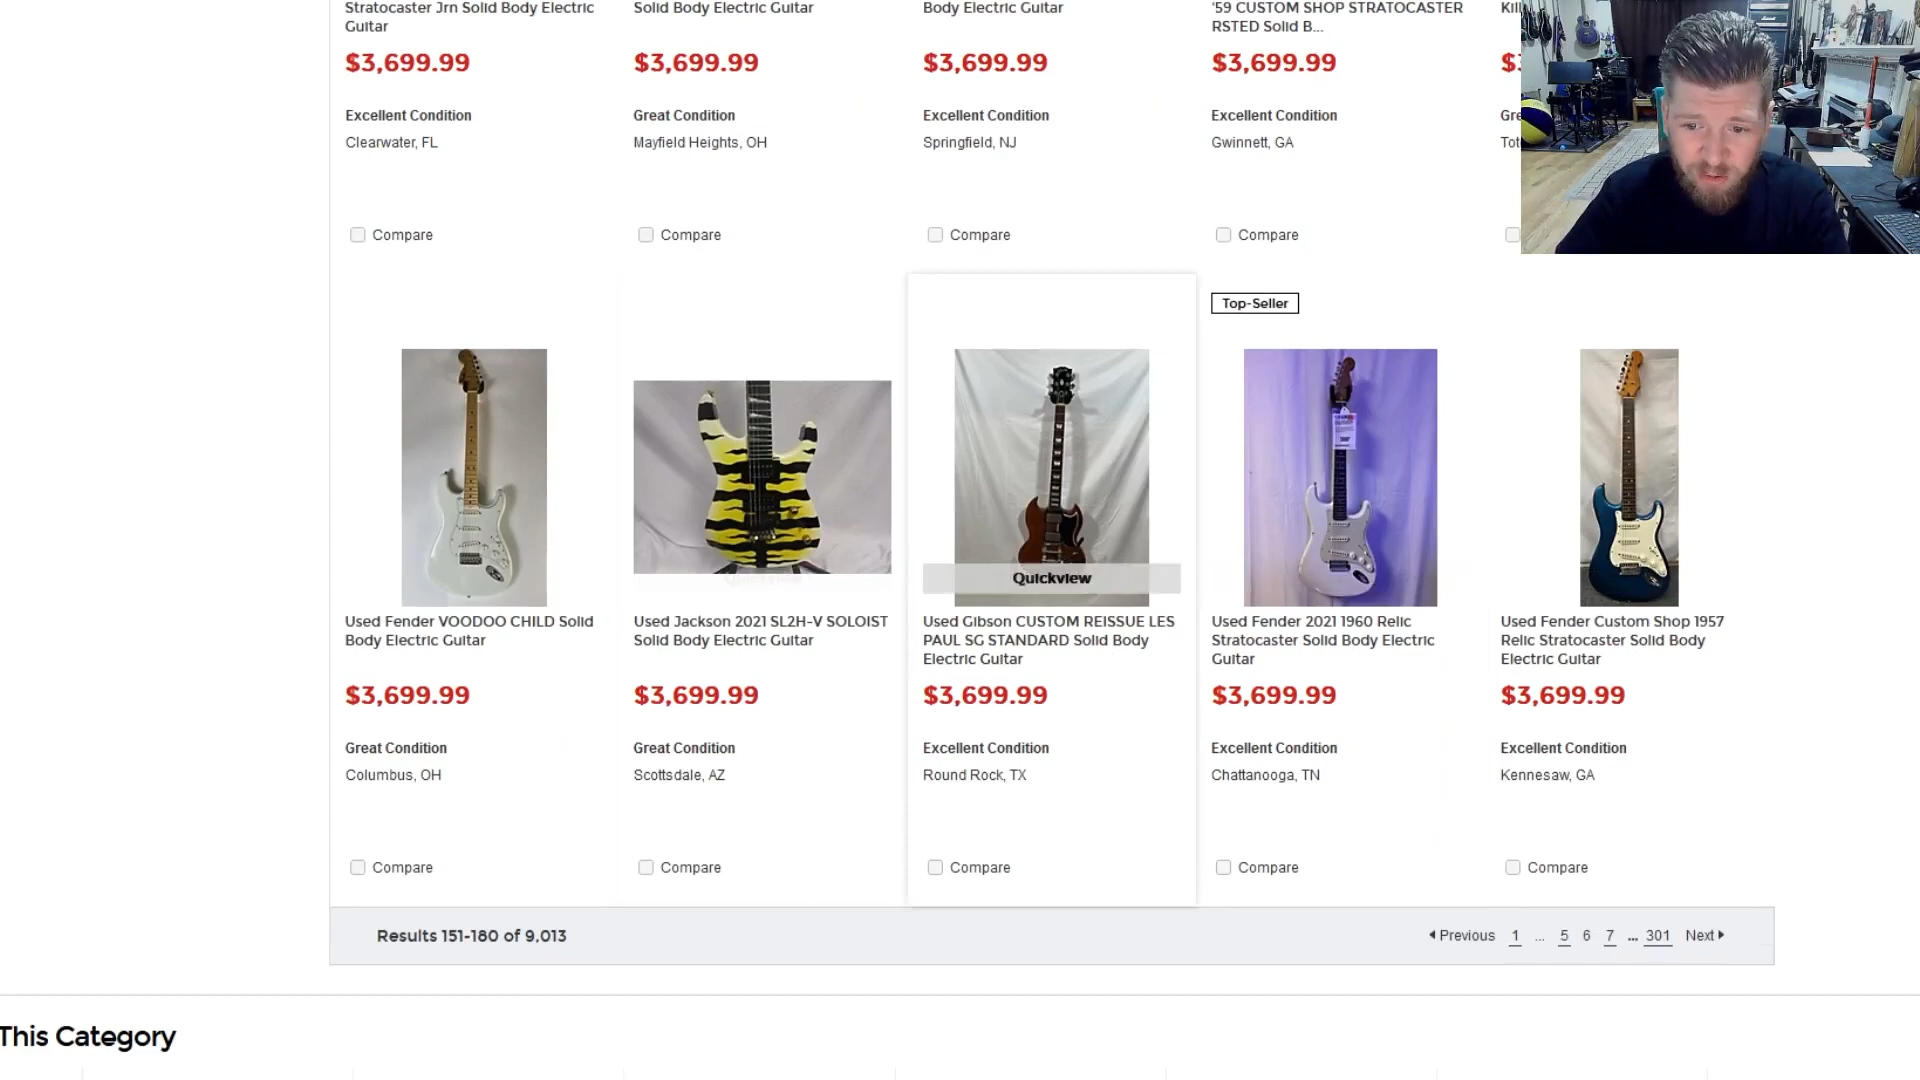 Stratocaster Jrn Solid Body Electric
Guitar
$3,699.99
Excellent Condition
Clearwater, FL
Compare
Solid Body Electric Guitar
$3,699.99
Great Condition
Mayfield Heights, OH
Compare
Body Electric Guitar
$3,699.99
Excellent Condition
Springfield, NJ
Compare
'59 CUSTOM SHOP STRATOCASTER
RSTED Solid B...
$3,699.99
Excellent Condition
Gwinnett, GA
Compare
Used Fender VOODOO CHILD Solid
Body Electric Guitar
$3,699.99
Great Condition
Columbus, OH
Compare
Used Jackson 2021 SL2H-V SOLOIST
Solid Body Electric Guitar
$3,699.99
Great Condition
Scottsdale, AZ
Compare
Quickview
Used Gibson CUSTOM REISSUE LES
PAUL SG STANDARD Solid Body
Electric Guitar
$3,699.99
Excellent Condition
Round Rock, TX
Compare
Top-Seller
Used Fender 2021 1960 Relic
Stratocaster Solid Body Electric
Guitar
$3,699.99
Excellent Condition
Chattanooga, TN
Compare
Used Fender Custom Shop 1957
Relic Stratocaster Solid Body
Electric Guitar
$3,699.99
Excellent Condition
Kennesaw, GA
Compare
Results 151-180 of 9,013
Previous 1 ... 5 6 7 ... 301 Next
This Category